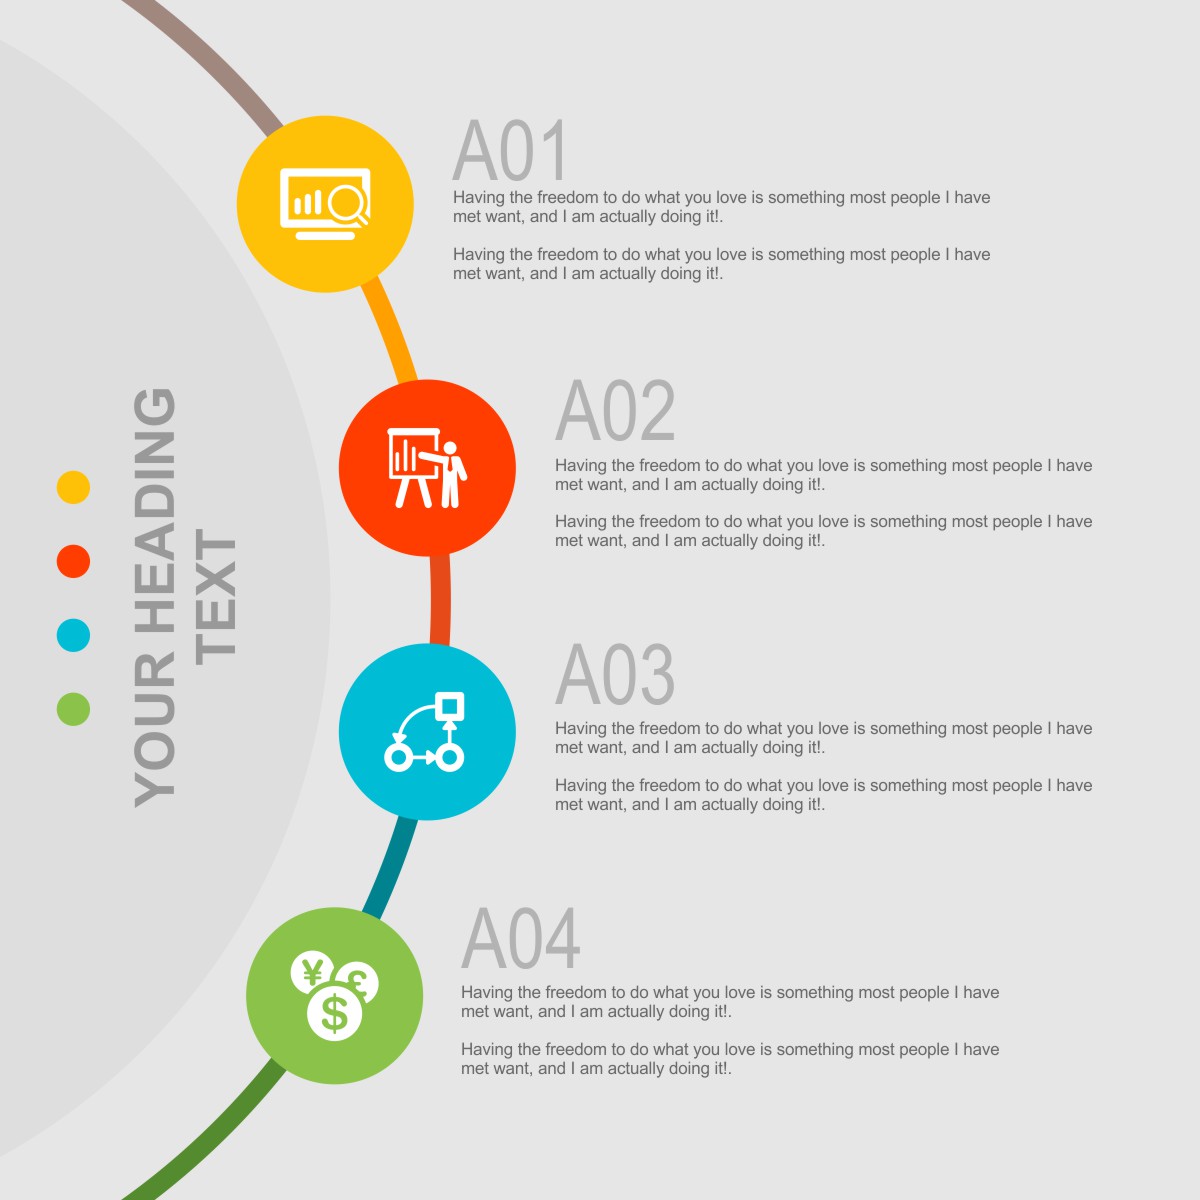 YOUR HEADING
TEXT
A01
Having the freedom to do what you love is something most people I have
met want, and I am actually doing it!.
Having the freedom to do what you love is something most people I have
met want, and I am actually doing it!.
A02
Having the freedom to do what you love is something most people I have
met want, and I am actually doing it!.
Having the freedom to do what you love is something most people I have
met want, and I am actually doing it!.
A03
Having the freedom to do what you love is something most people I have
met want, and I am actually doing it!.
Having the freedom to do what you love is something most people I have
met want, and I am actually doing it!.
¥ £
$
A04
Having the freedom to do what you love is something most people I have
met want, and I am actually doing it!.
Having the freedom to do what you love is something most people I have
met want, and I am actually doing it!.